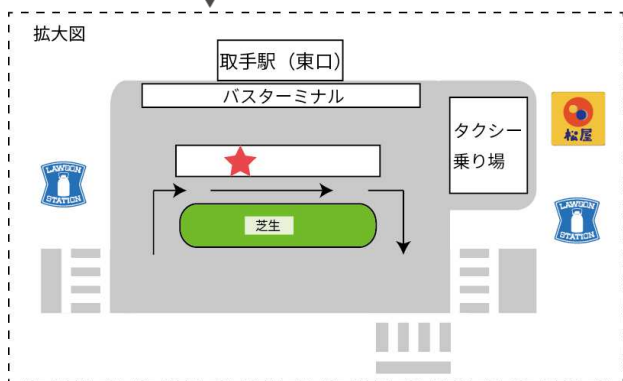 拡大図
取手駅（東口）
バスターミナル
タクシー
乗り場
松屋
LAWSON
STATION
芝生
LAWSON
STATION